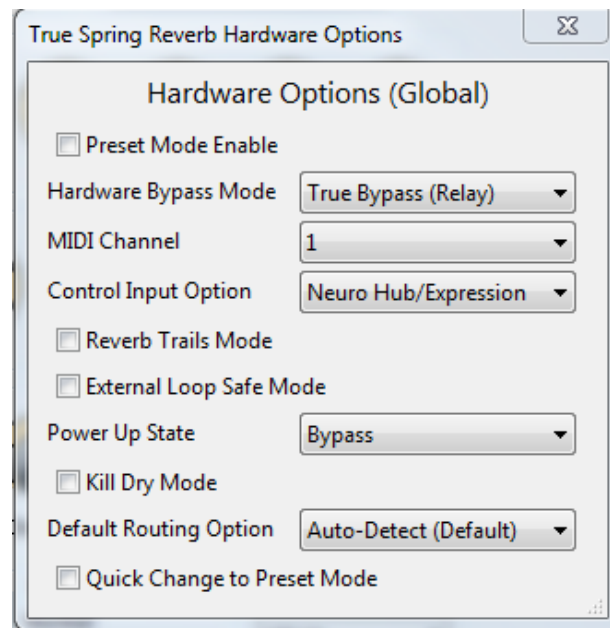 True Spring Reverb Hardware Options
Hardware Options (Global)
Preset Mode Enable
Hardware Bypass Mode True Bypass (Relay)
MIDI Channel 1
Control Input Option Neuro Hub/Expression
Reverb Trails Mode
External Loop Safe Mode
Power Up State Bypass
Kill Dry Mode
Default Routing Option Auto-Detect (Default)
Quick Change to Preset Mode